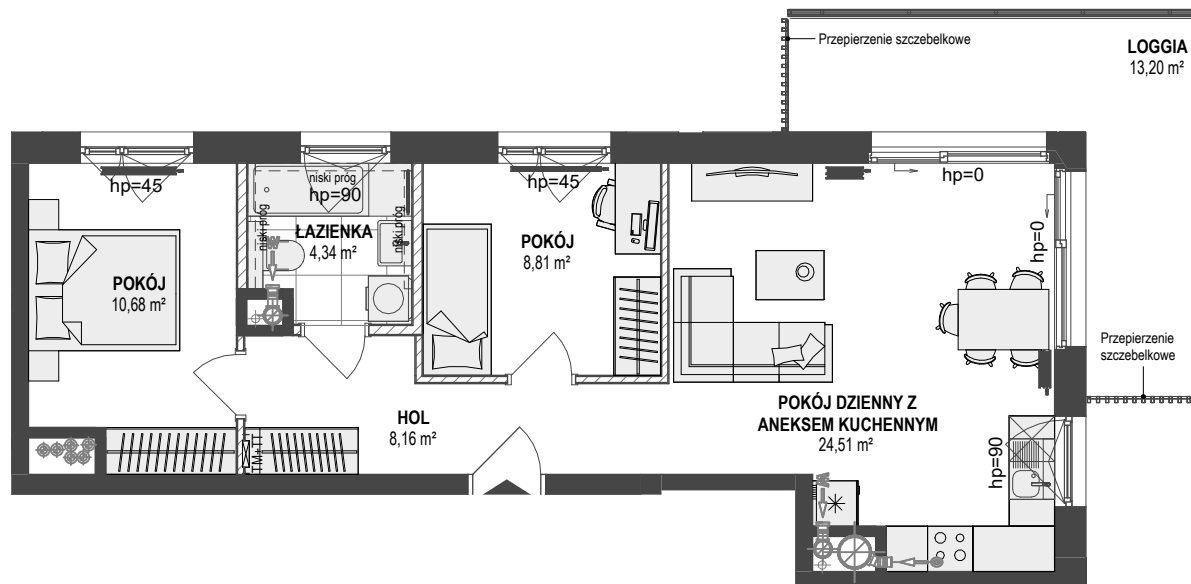 Przepierzenie szczebelkowe
LOGGIA
13,20 m²
hp=45
niski próg
hp=90
hp=45
hp=0
niski próg
niski próg
ŁAZIENKA
4,34 m²
W
POKÓJ
8,81 m²
hp=0
POKÓJ
10,68 m²
Przepierzenie
szczebelkowe
HOL
8,16 m²
POKÓJ DZIENNY Z
ANEKSEM KUCHENNYM
24,51 m²
TM+TT
hp=90
W